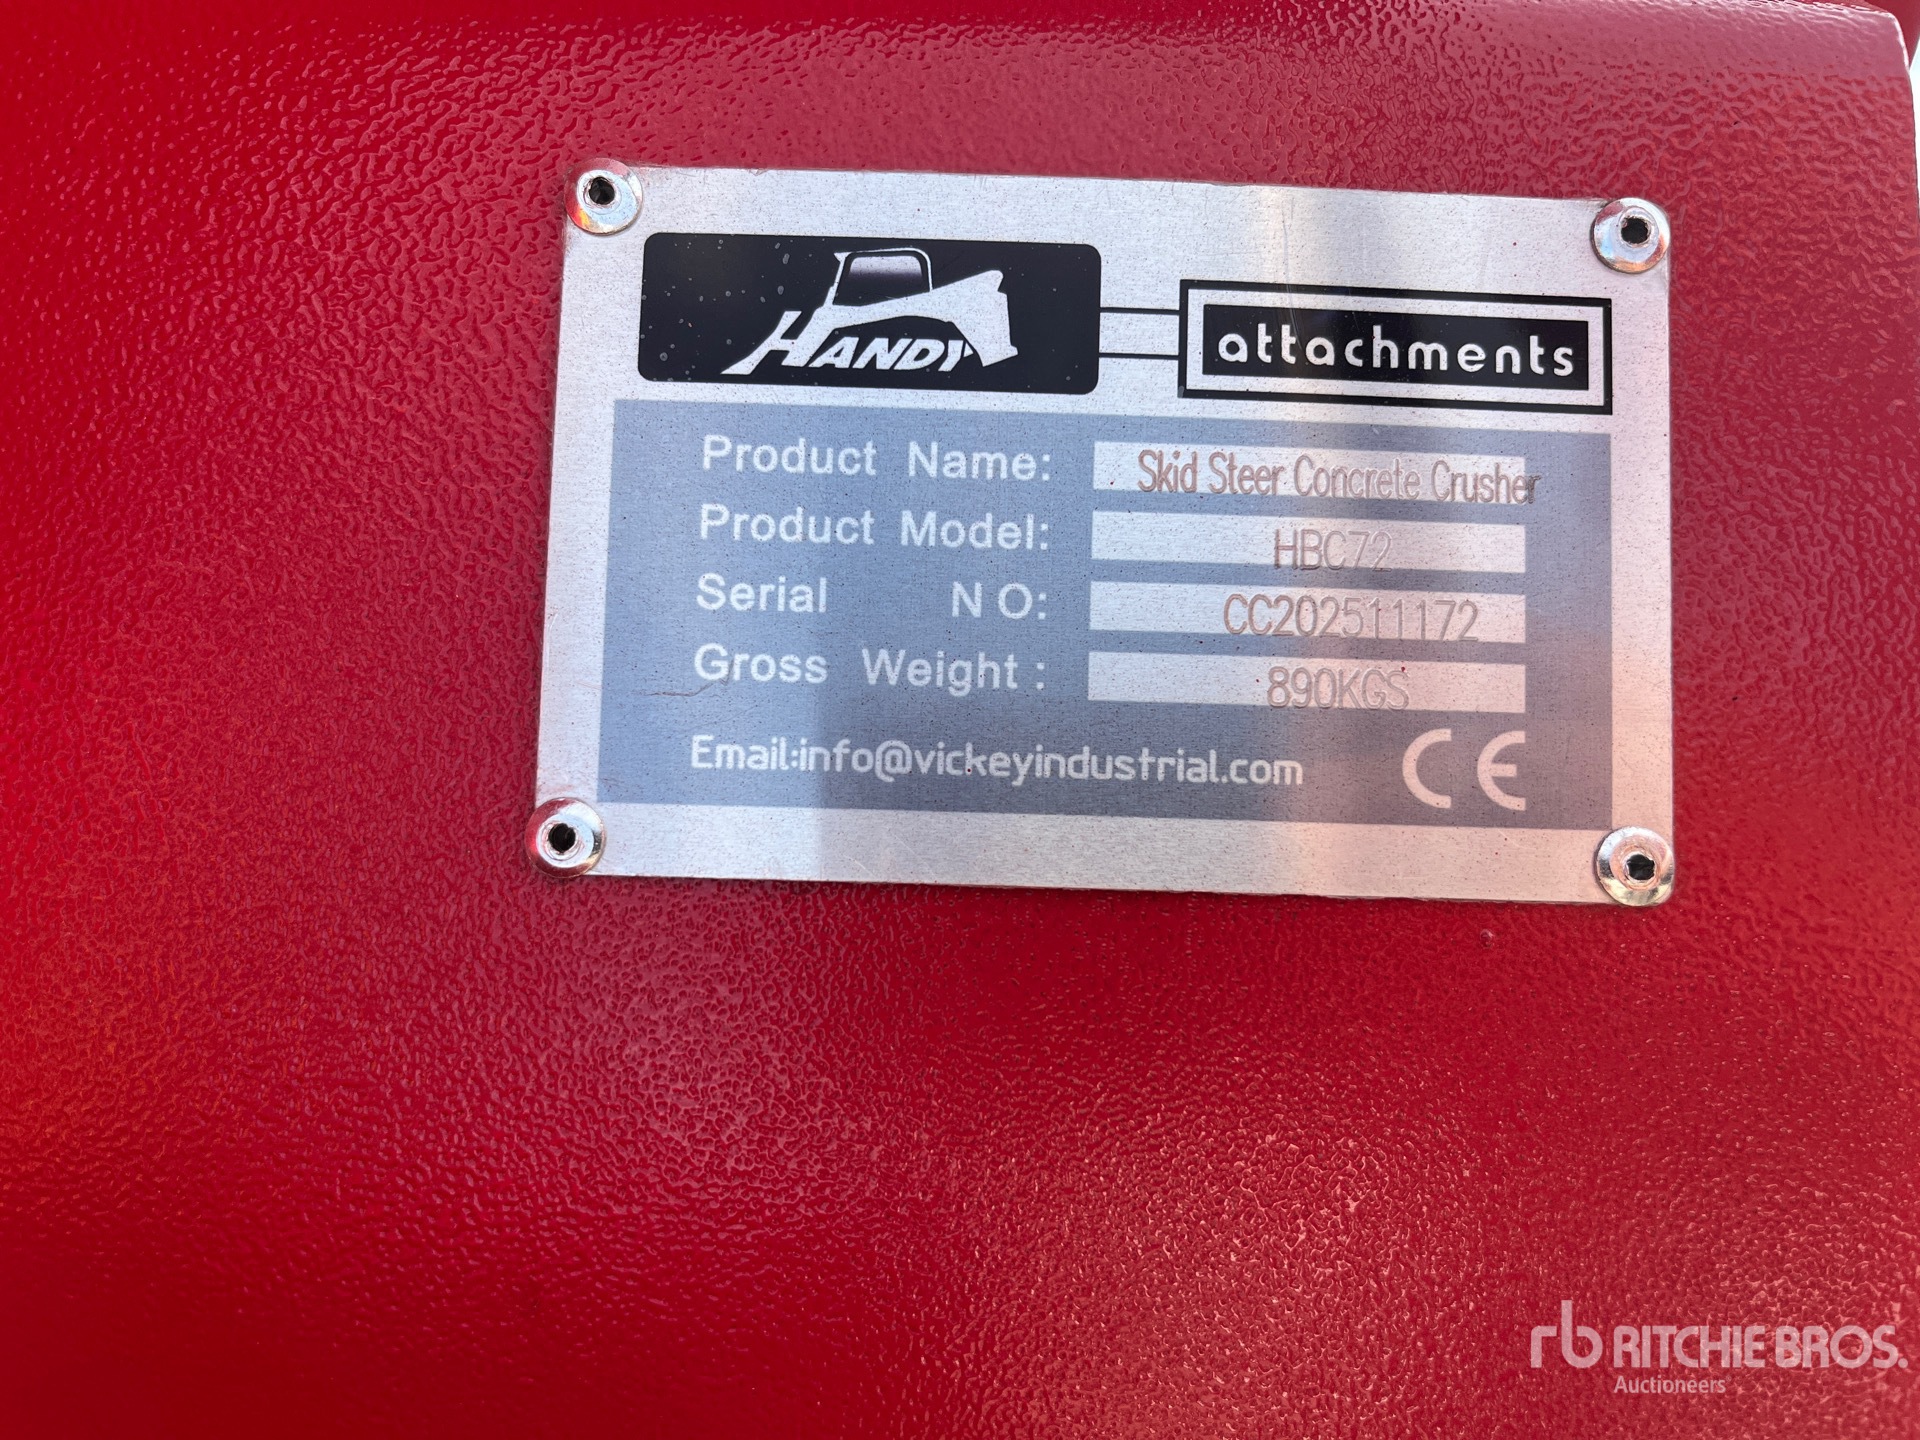 HANDY
attachments
Product Name: Skid Steer Concrete Crusher
Product Model: HBC72
Serial NO: CC202511172
Gross Weight: 890KGS
Email:info@vickeyindustrial.com CE
rb RITCHIE BROS.
Auctioneers